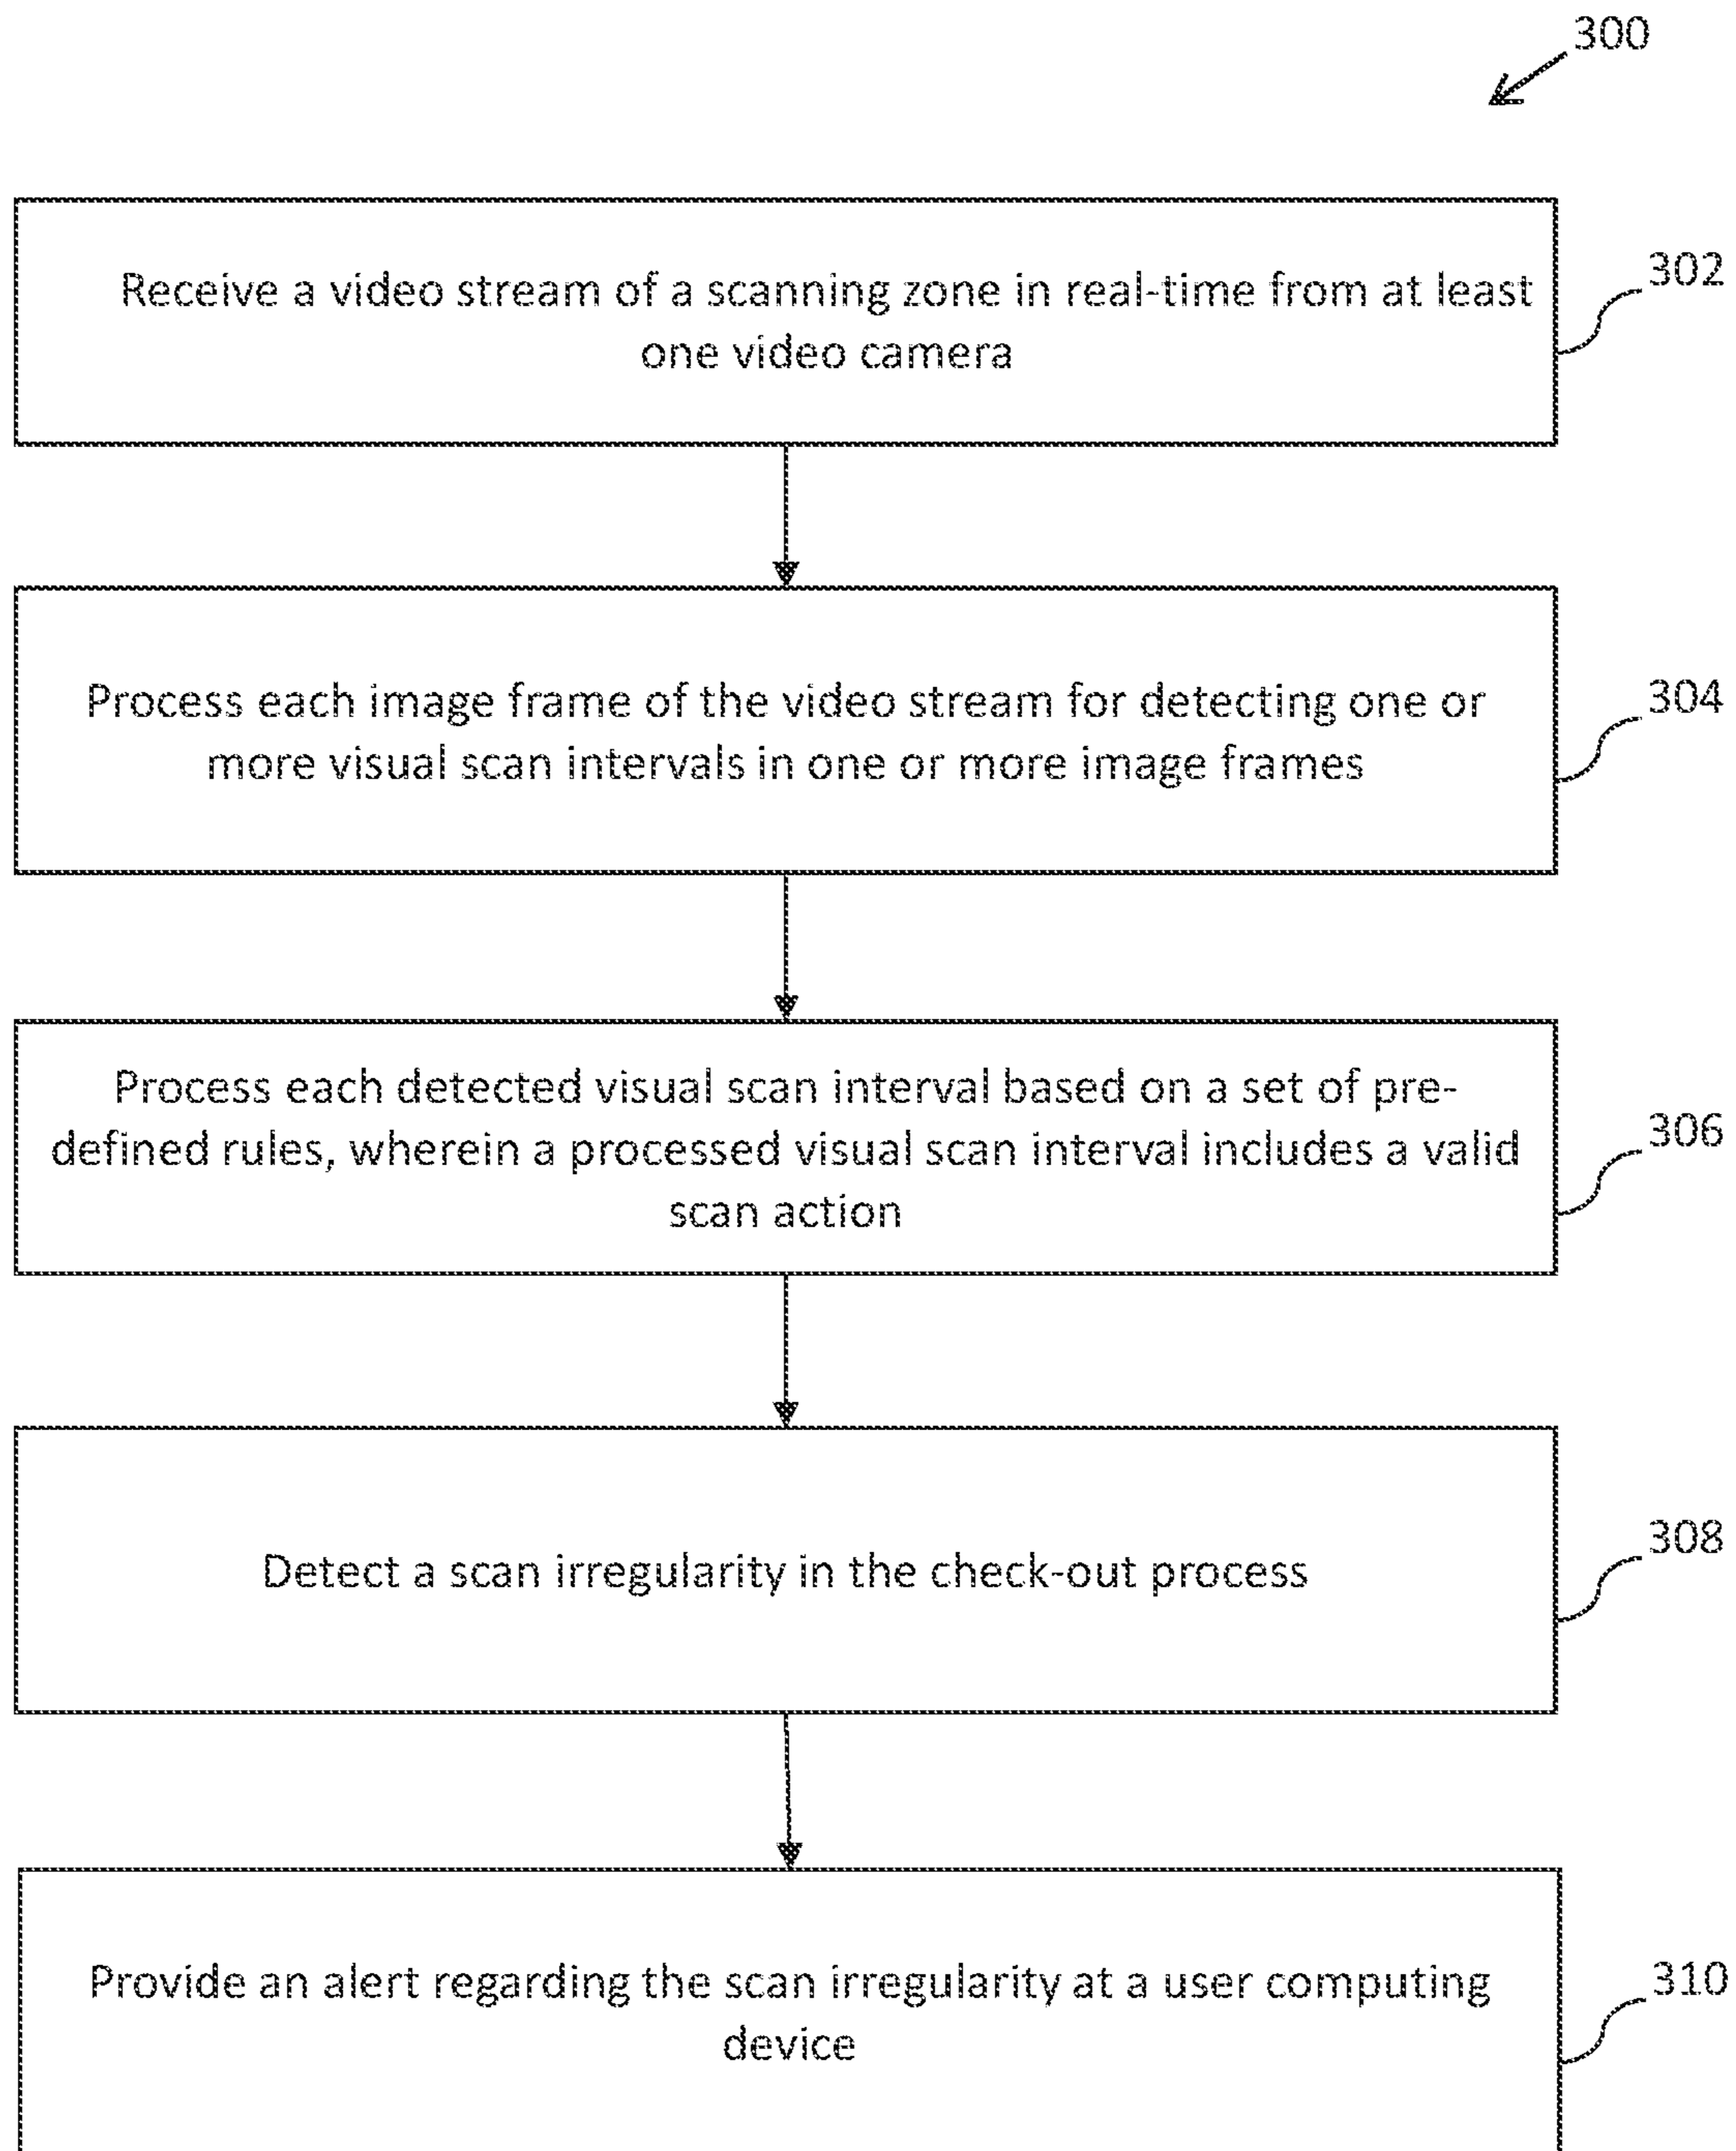 300
Receive a video stream of a scanning zone in real-time from at least
one video camera
302
Process each image frame of the video stream for detecting one or
more visual scan intervals in one or more image frames
304
Process each detected visual scan interval based on a set of pre-
defined rules, wherein a processed visual scan interval includes a valid
scan action
306
Detect a scan irregularity in the check-out process
308
Provide an alert regarding the scan irregularity at a user computing
device
310